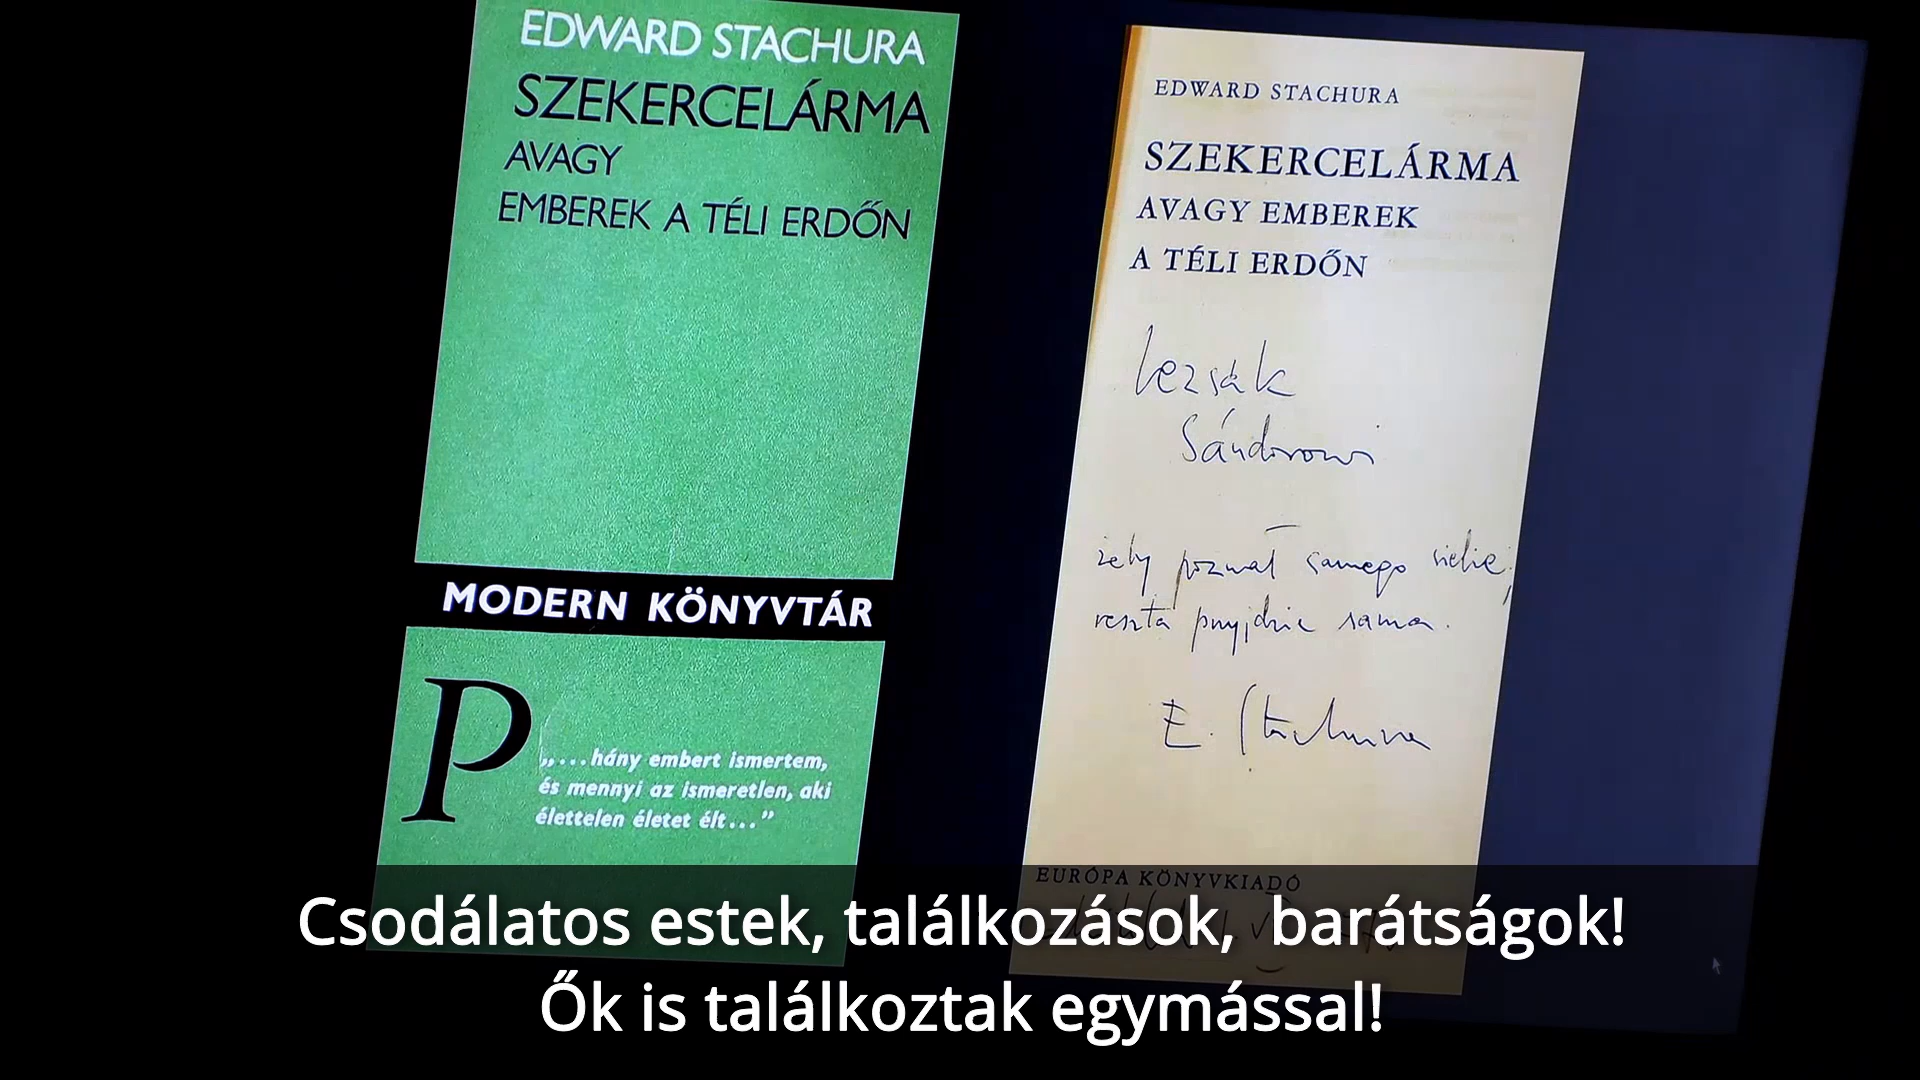 EDWARD STACHURA
SZEKERCELÁRMA
AVAGY
EMBEREK A TÉLI ERDŐN
MODERN KÖNYVTÁR
P
„...hány embert ismertem,
és mennyi az ismeretlen, aki
élettelen életet élt...”
EDWARD STACHURA
SZEKERCELÁRMA
AVAGY EMBEREK
A TÉLI ERDŐN
Lezsák
Sándorowi
żeby poznał samego siebie;
reszta przyjdzie sama.
E. Stachura
EURÓPA KÖNYVKIADÓ
Csodálatos estek, találkozások, barátságok!
Ők is találkoztak egymással!